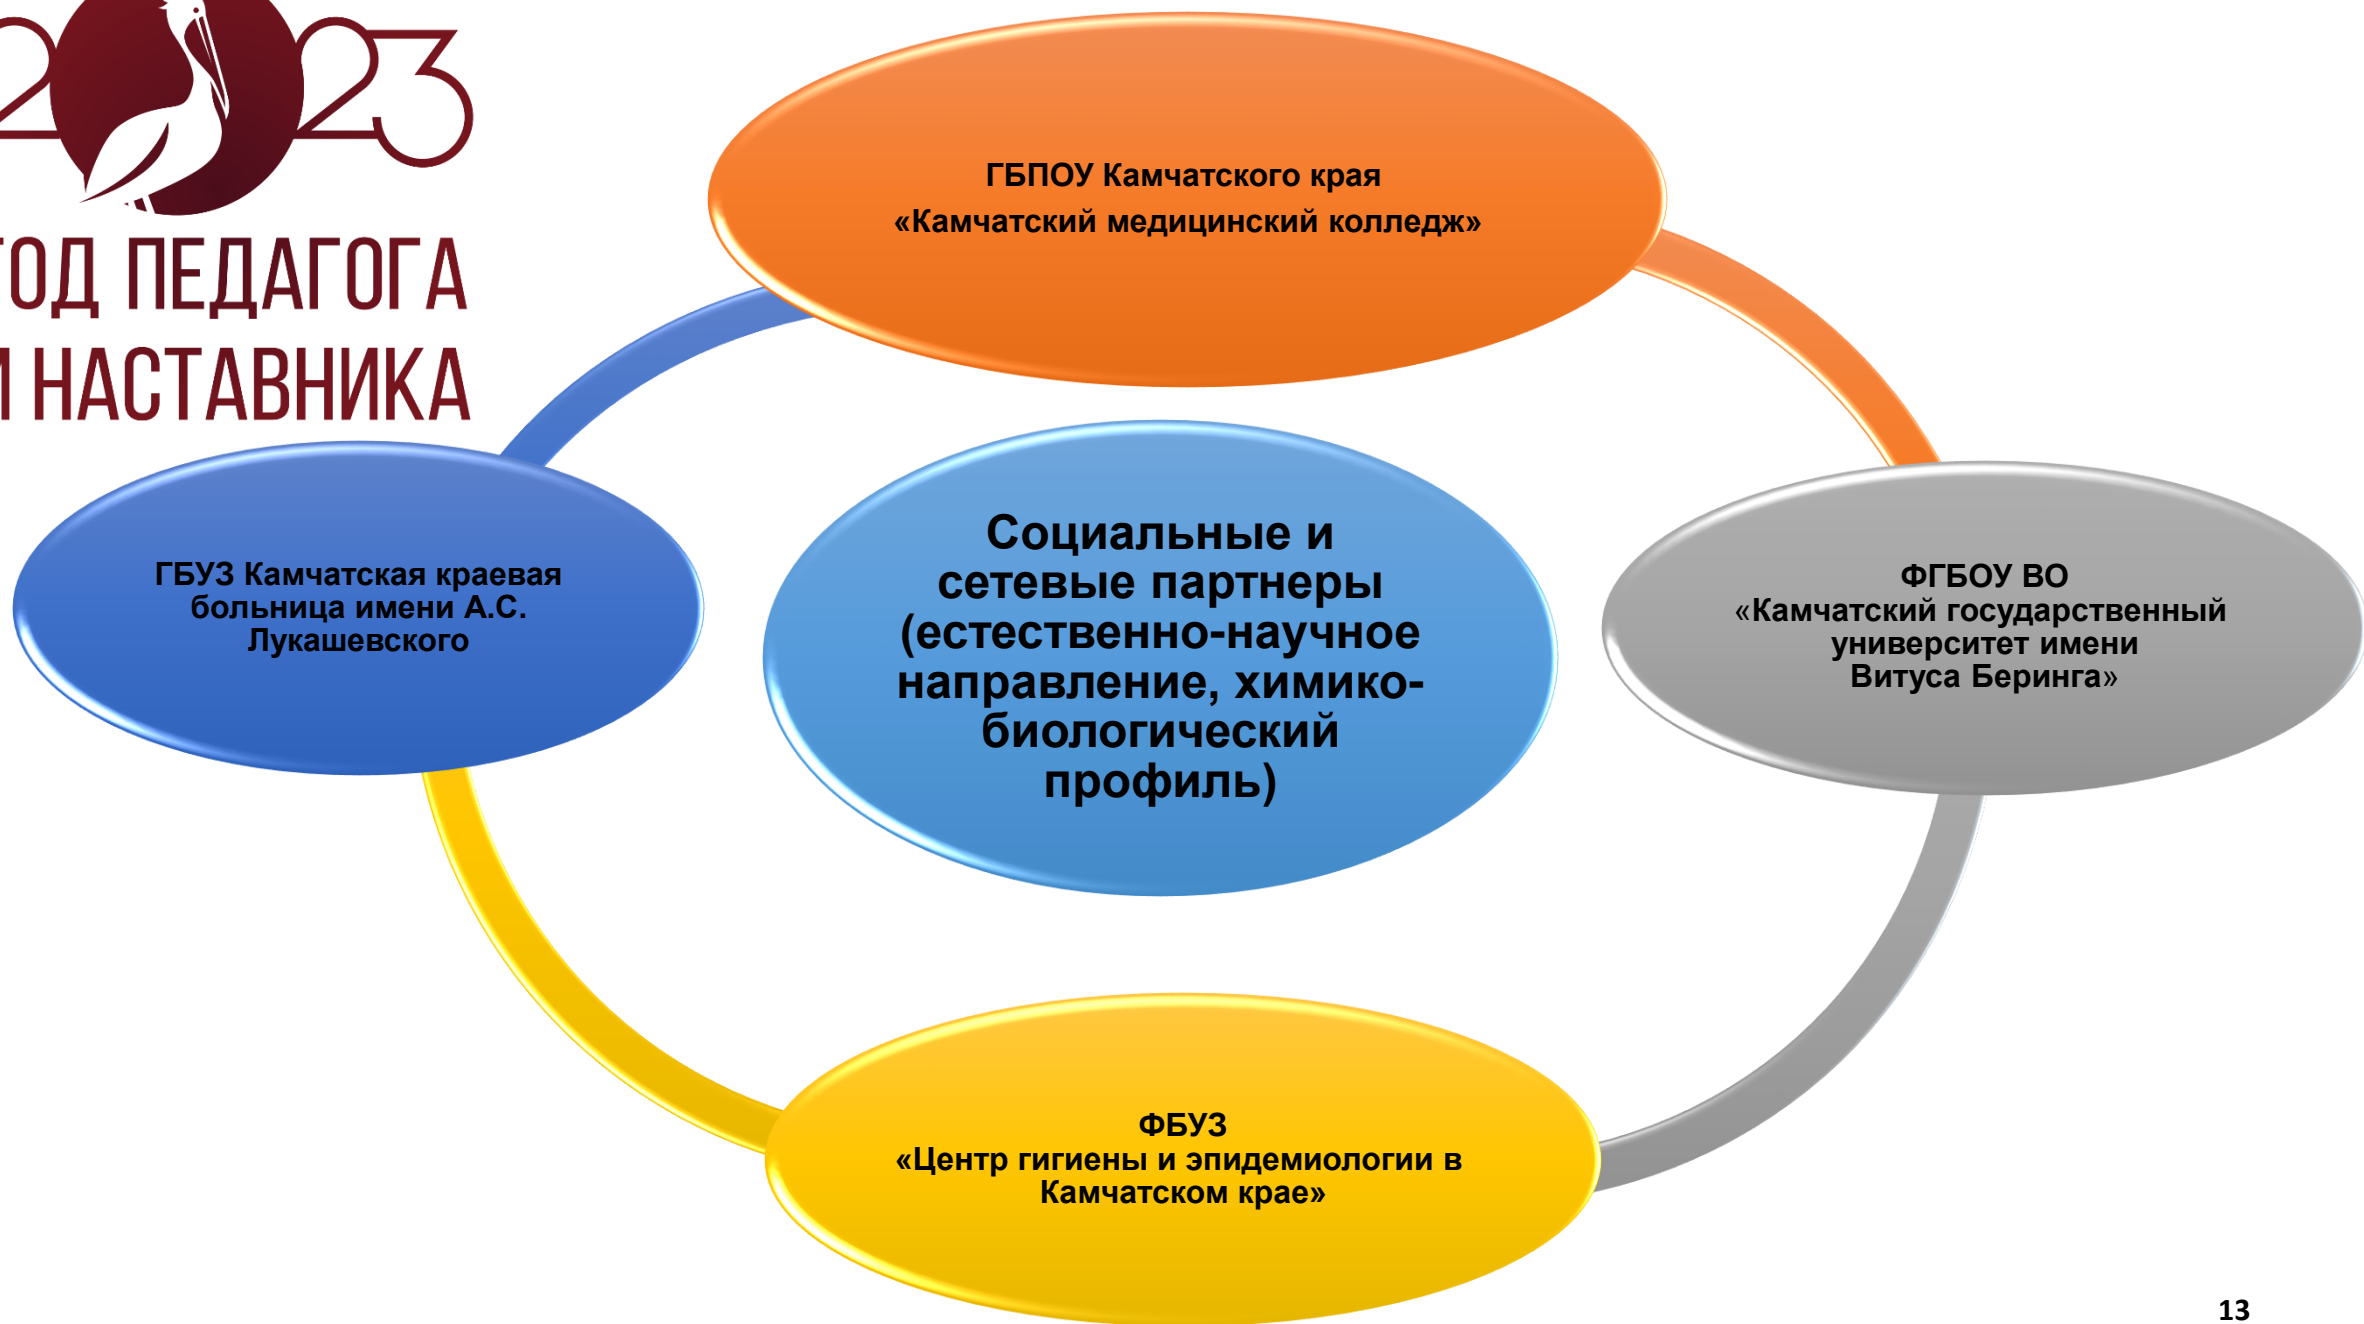 2023
ГОД ПЕДАГОГА
И НАСТАВНИКА
ГБПОУ Камчатского края
«Камчатский медицинский колледж»
ГБУЗ Камчатская краевая
больница имени А.С.
Лукашевского
Социальные и
сетевые партнеры
(естественно-научное
направление, химико-
биологический
профиль)
ФГБОУ ВО
«Камчатский государственный
университет имени
Витуса Беринга»
ФБУЗ
«Центр гигиены и эпидемиологии в
Камчатском крае»
13